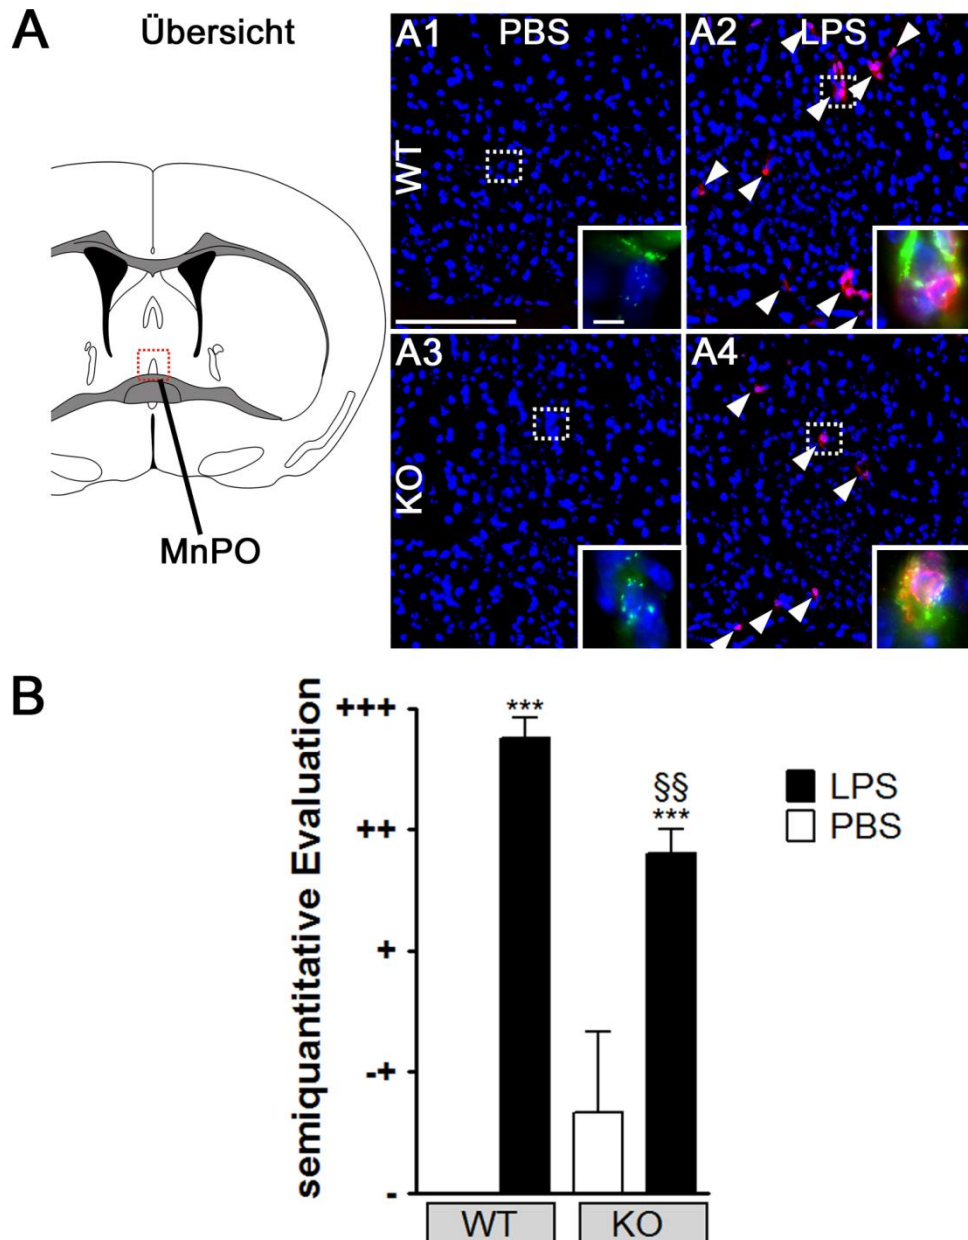 A
Übersicht
MnPO
A1 PBS
A2 LPS
WT
A3
A4
KO
B
semiquantitative Evaluation
+++
++
+
-+
-
***
§§
***
LPS
PBS
WT
KO